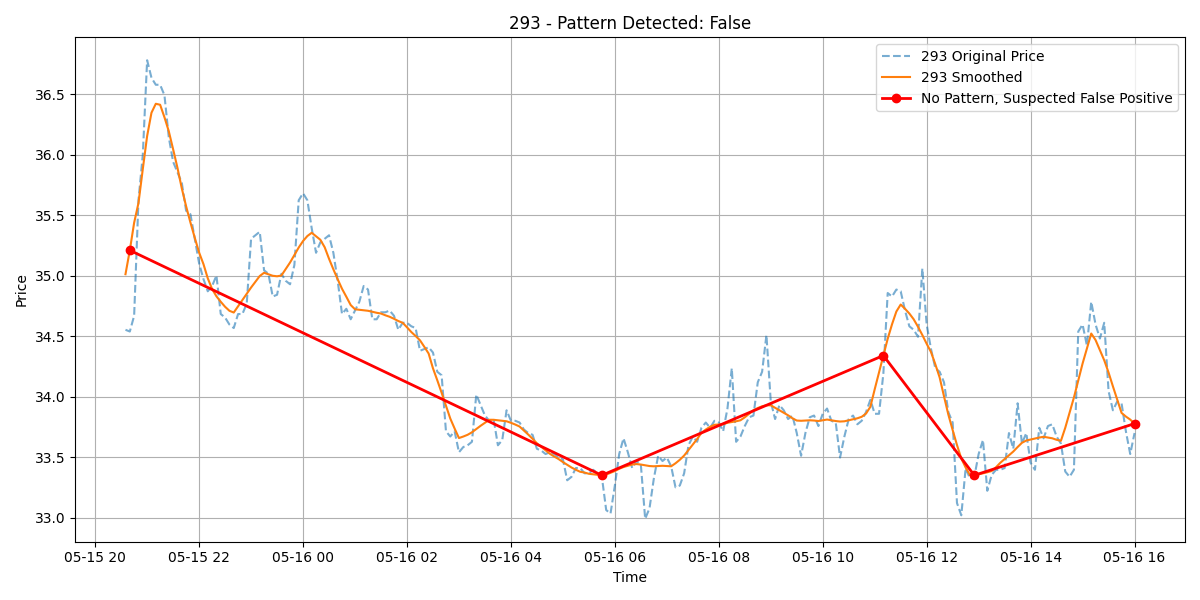 293 - Pattern Detected: False
293 Original Price
293 Smoothed
No Pattern, Suspected False Positive
Price
36.5
36.0
35.5
35.0
34.5
34.0
33.5
33.0
05-15 20 05-15 22 05-16 00 05-16 02 05-16 04 05-16 06 05-16 08 05-16 10 05-16 12 05-16 14 05-16 16
Time